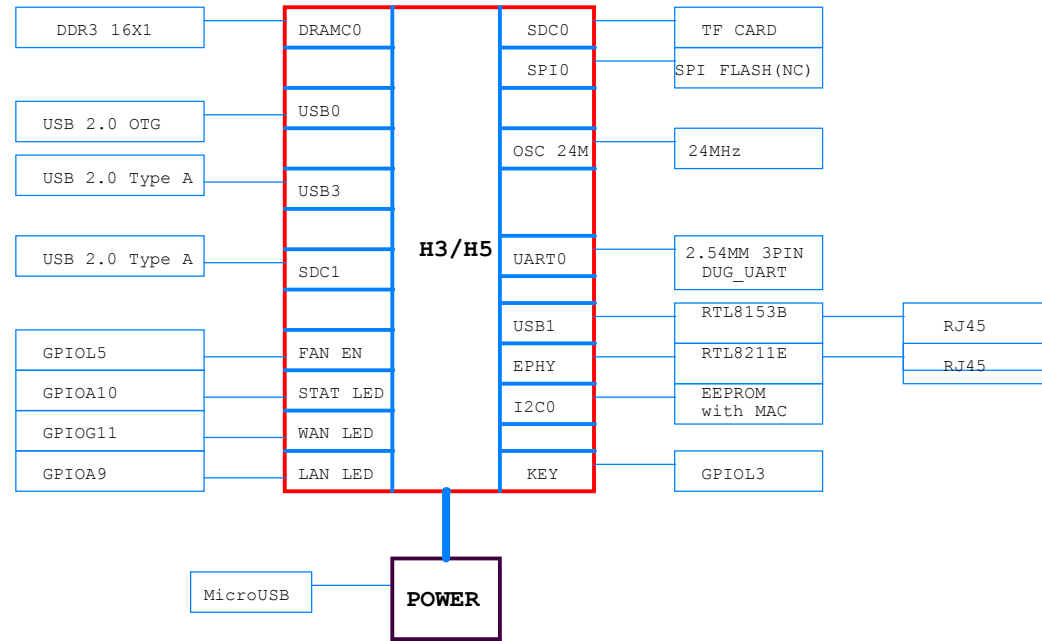 DDR3 16X1
DRAMC0
SDC0
TF CARD
SPI0
SPI FLASH(NC)
USB 2.0 OTG
USB0
OSC 24M
24MHz
USB 2.0 Type A
USB3
H3/H5
USB 2.0 Type A
SDC1
UART0
2.54MM 3PIN
DUG_UART
USB1
RTL8153B
RJ45
GPIOL5
FAN EN
EPHY
RTL8211E
RJ45
GPIOA10
STAT LED
I2C0
EEPROM
with MAC
GPIOG11
WAN LED
GPIOA9
LAN LED
KEY
GPIOL3
MicroUSB
POWER